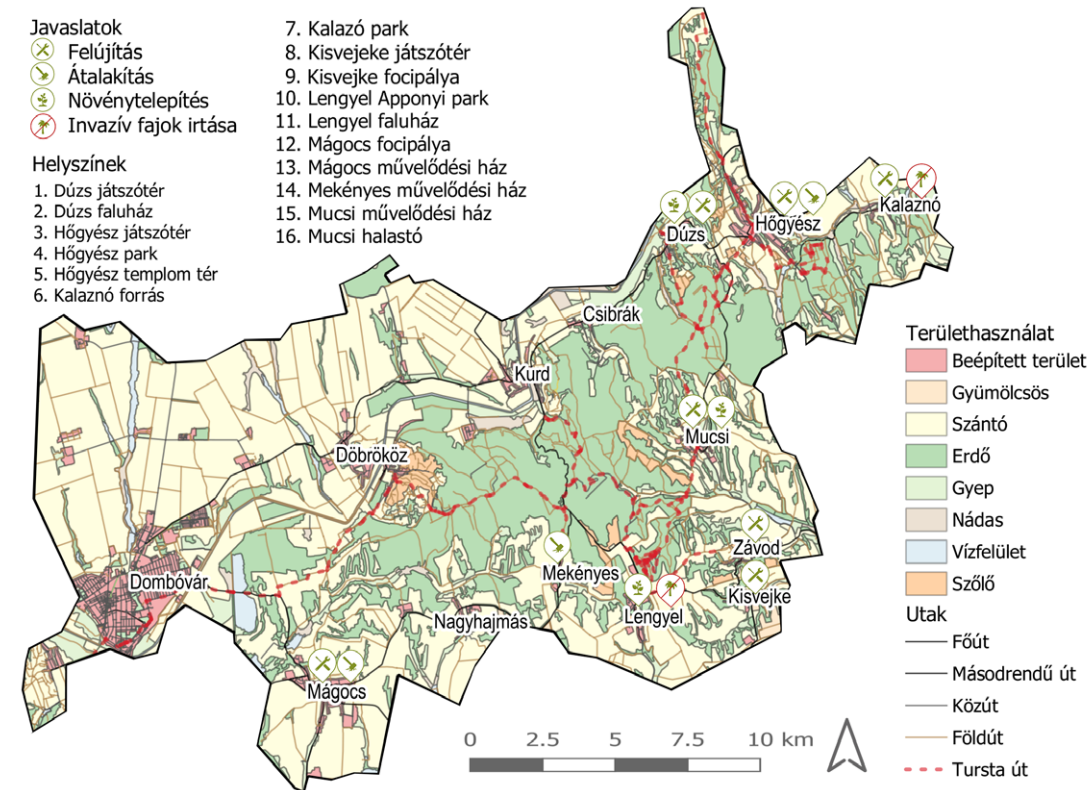 Javaslatok
Felújítás
Átalakítás
Növénytelepítés
Invazív fajok irtása
Helyszínek
1. Dúzs játszótér
2. Dúzs faluház
3. Hőgyész játszótér
4. Hőgyész park
5. Hőgyész templom tér
6. Kalaznó forrás
7. Kalazó park
8. Kisvejeke játszótér
9. Kisvejke focipálya
10. Lengyel Apponyi park
11. Lengyel faluház
12. Mágocs focipálya
13. Mágocs művelődési ház
14. Mekényes művelődési ház
15. Mucsi művelődési ház
16. Mucsi halastó
Kalaznó
Hőgyész
Dúzs
Csibrák
Kurd
Mucsi
Döbrököz
Závod
Mekényes
Dombóvár
Kisvejke
Lengyel
Nagyhajmás
Mágocs
Területhasználat
Beépített terület
Gyümölcsös
Szántó
Erdő
Gyep
Nádas
Vízfelület
Szőlő
Utak
Főút
Másodrendű út
Közút
Földút
Tursta út
0 2.5 5 7.5 10 km